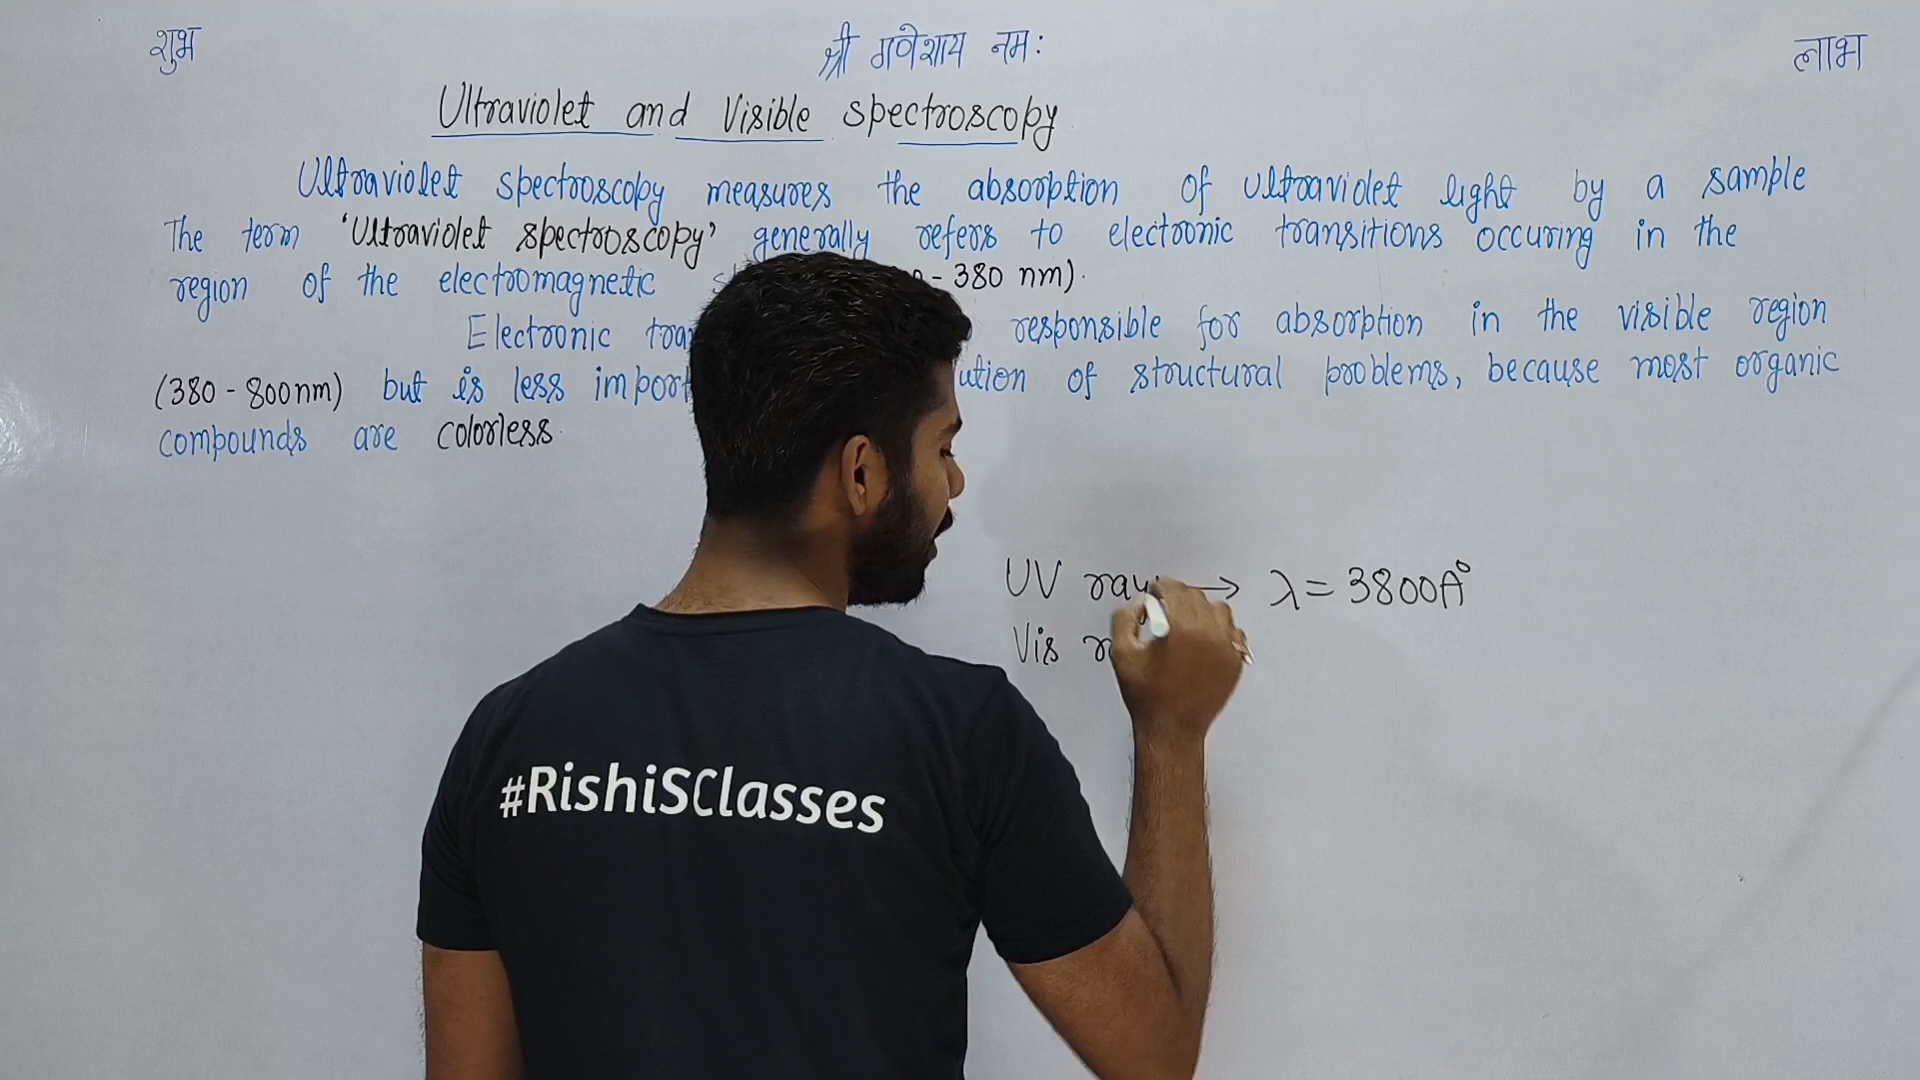 शुभ श्री गणेशाय नमः लाभ
Ultraviolet and Visible spectroscopy
Ultraviolet spectroscopy measures the absorption of ultraviolet light by a sample
The term 'Ultraviolet spectroscopy' generally refers to electronic transitions occuring in the
region of the electromagnetic - 380 nm).
Electronic responsible for absorption in the visible region
(380 - 800nm) but is less of structural problems, because most organic
compounds are colorless.
UV → λ = 3800A°
Vis
#RishiSClasses